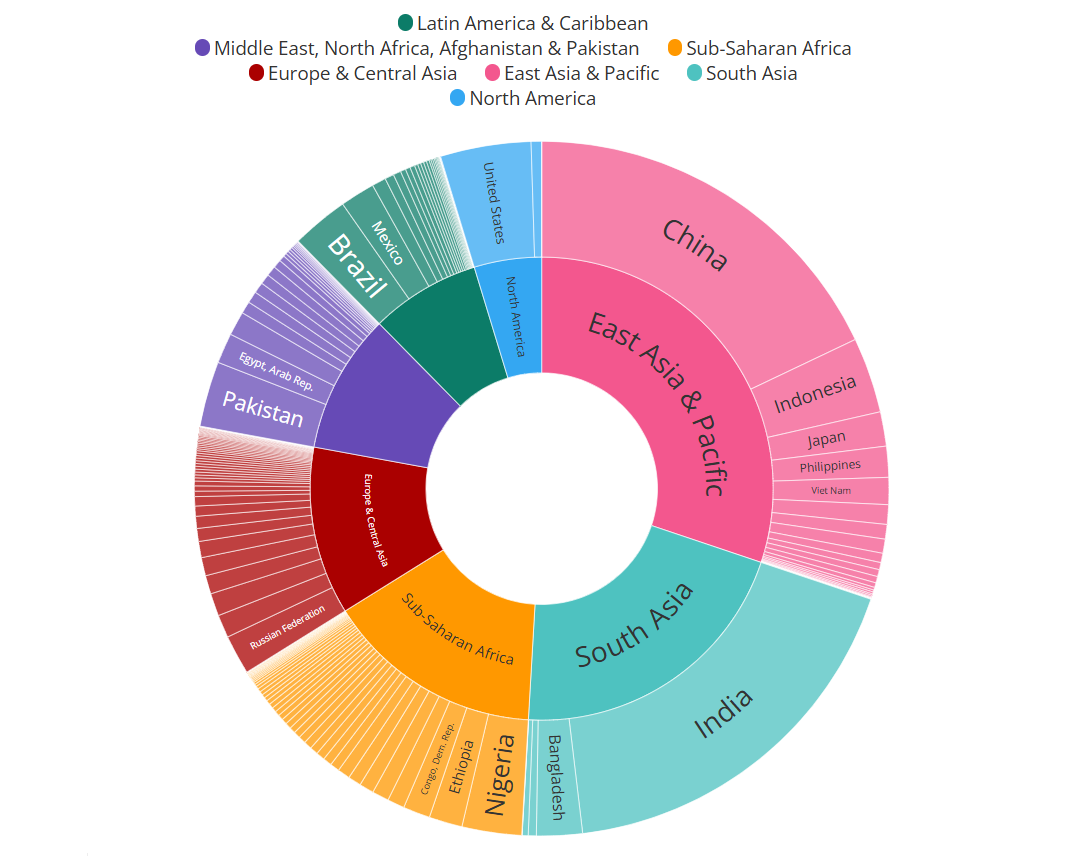 Latin America & Caribbean
Middle East, North Africa, Afghanistan & Pakistan
Sub-Saharan Africa
Europe & Central Asia
East Asia & Pacific
South Asia
North America
United States
China
Mexico
Brazil
North America
East Asia & Pacific
Indonesia
Egypt, Arab Rep.
Pakistan
Japan
Philippines
Viet Nam
Europe & Central Asia
Sub-Saharan Africa
South Asia
Russian Federation
India
Congo, Dem. Rep.
Ethiopia
Nigeria
Bangladesh